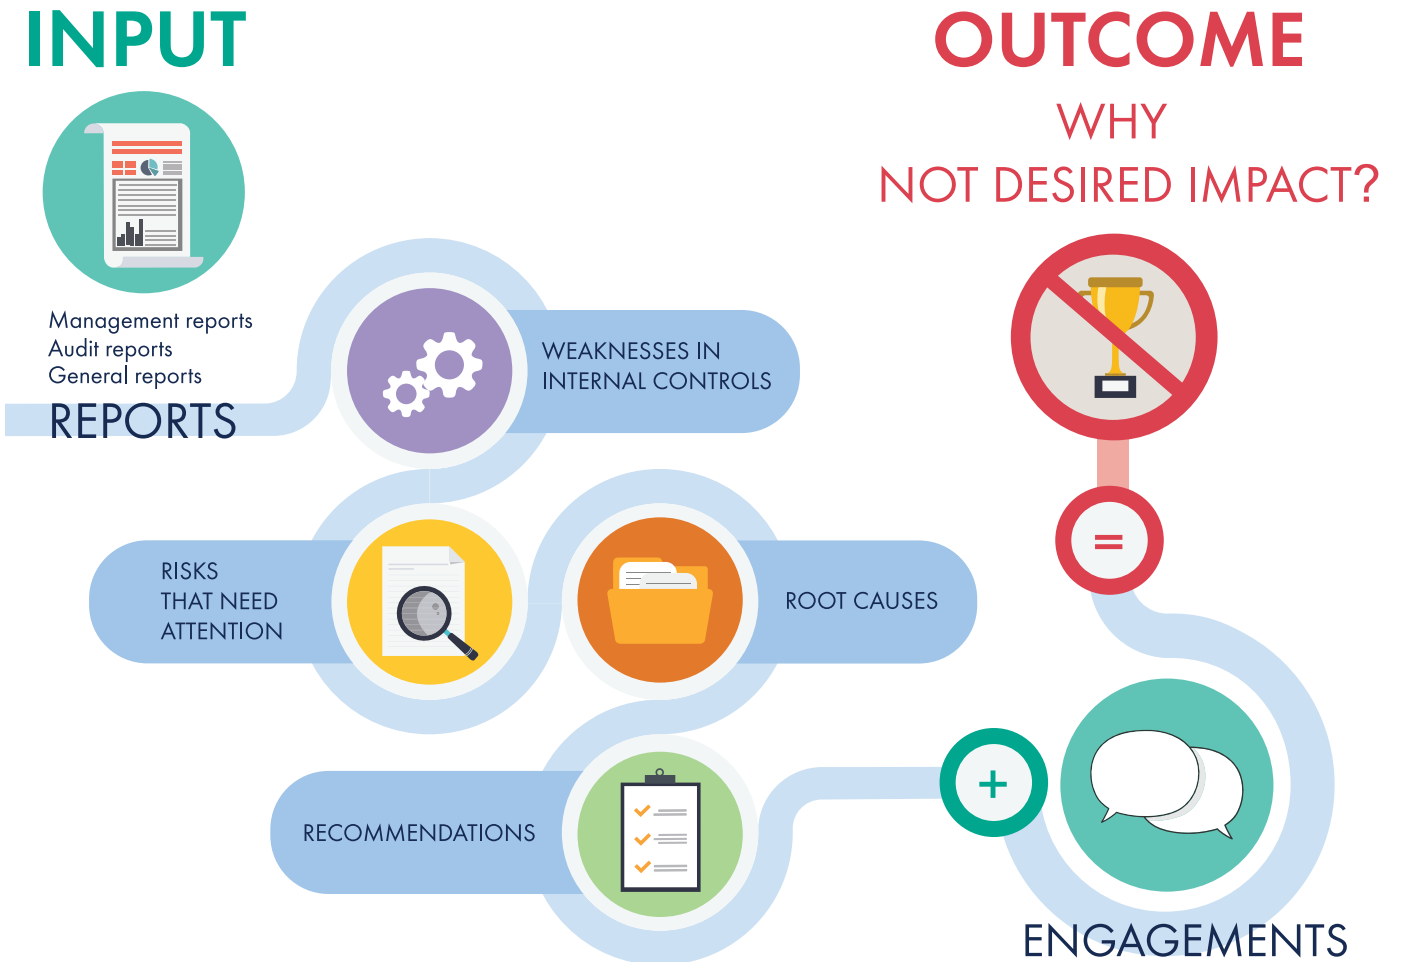 INPUT
Management reports
Audit reports
General reports
REPORTS
WEAKNESSES IN
INTERNAL CONTROLS
RISKS
THAT NEED
ATTENTION
ROOT CAUSES
RECOMMENDATIONS
+
ENGAGEMENTS
=
OUTCOME
WHY
NOT DESIRED IMPACT?